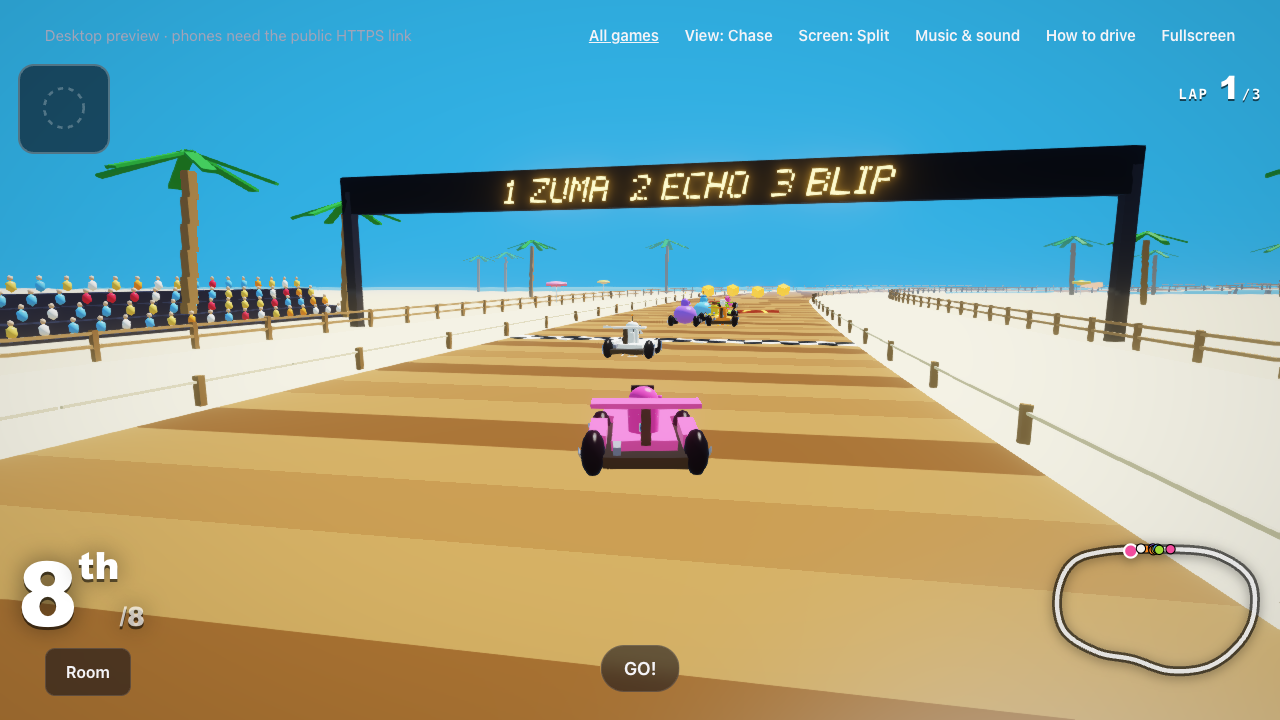 Desktop preview · phones need the public HTTPS link
All games View: Chase Screen: Split Music & sound How to drive Fullscreen
LAP 1/3
1 ZUMA 2 ECHO 3 BLIP
8th/8
Room
GO!